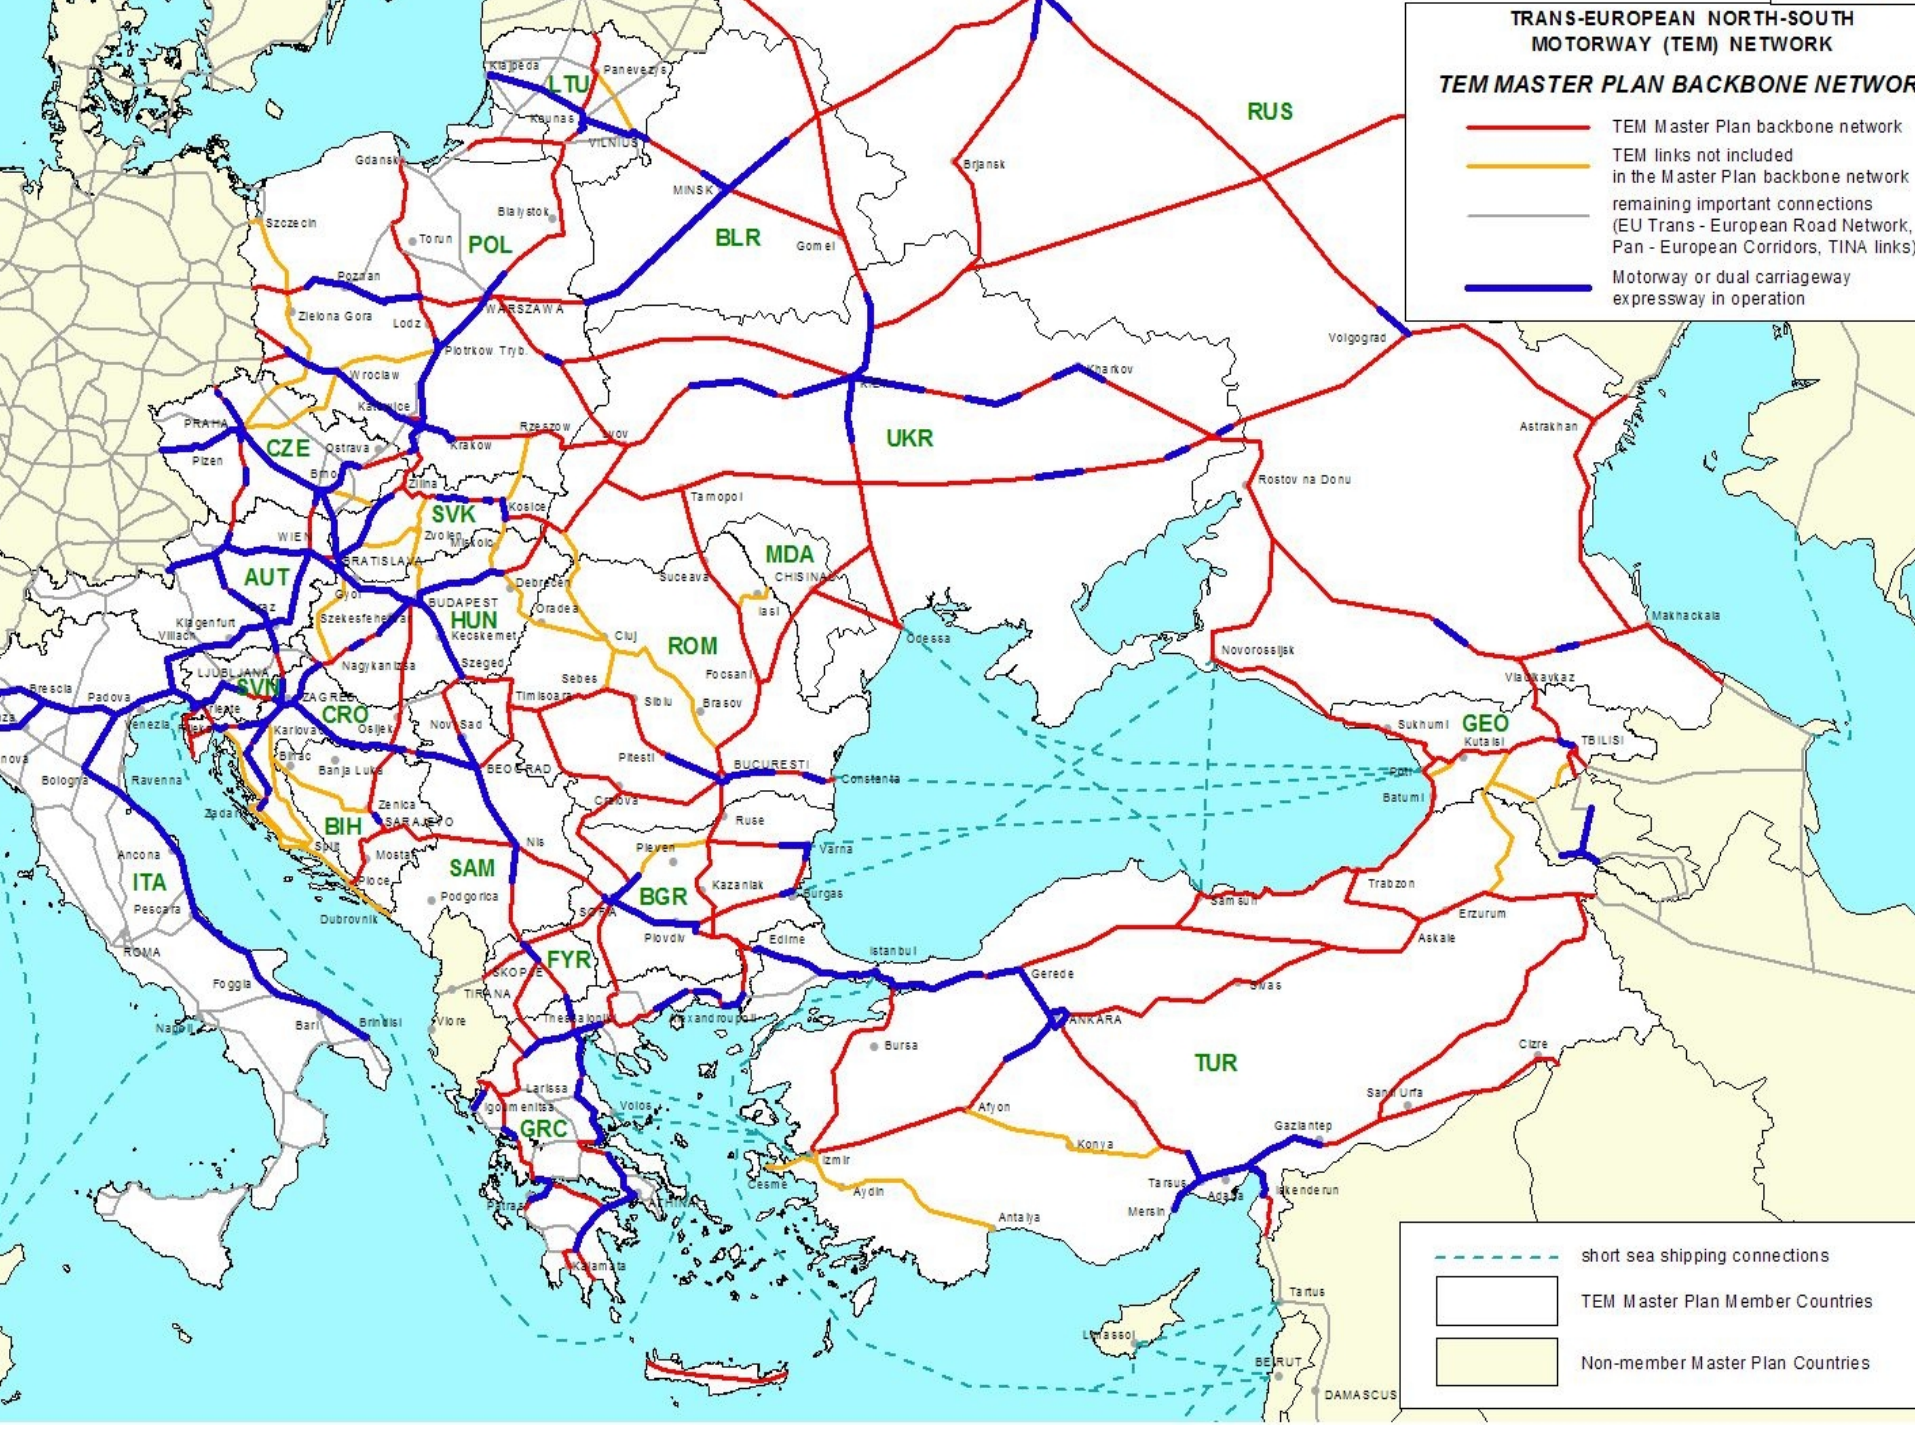 TRANS-EUROPEAN NORTH-SOUTH
MOTORWAY (TEM) NETWORK
TEM MASTER PLAN BACKBONE NETWOR
TEM Master Plan backbone network
TEM links not included
in the Master Plan backbone network
remaining important connections
(EU Trans - European Road Network,
Pan - European Corridors, TINA links)
Motorway or dual carriageway
expressway in operation
Klajpeda
Panevezys
LTU
Kaunas
VILNIUS
RUS
Gdansk
Brjansk
MINSK
Bialystok
Szczecin
Torun
POL
BLR
Gomel
Poznan
Zielona Gora
WARSZAWA
Lodz
Volgograd
Piotrkow Tryb.
Wroclaw
Kharkov
Katowice
PRAHA
Rzeszow
Astrakhan
CZE
Ostrava
Krakow
Lvov
UKR
Plzen
Brno
Zilina
Rostov na Donu
Tarnopol
SVK
Kosice
WIEN
Zvolen
Miskolc
MDA
BRATISLAVA
AUT
Suceava
CHISINAU
Debrecen
Gyor
BUDAPEST
Graz
Oradea
Iasi
Makhackala
Klagenfurt
Szekesfehervar
HUN
Villach
Kecskemet
Cluj
Odessa
ROM
Novorossijsk
Nagykanizsa
Szeged
LJUBLJANA
Focsani
Vladikavkaz
Sebes
SVN
Brescia
Padova
ZAGREB
Timisoara
Sibiu
Brasov
Trieste
CRO
Venezia
Rijeka
Karlovac
Osijek
Novi Sad
Sukhumi
GEO
Kutaisi
TBILISI
Bihac
Banja Luka
Pitesti
BUCURESTI
BEOGRAD
Bologna
Ravenna
Constanta
Poti
Batumi
Zadar
Zenica
Craiova
SARAJEVO
Ruse
BIH
Split
Nis
Pleven
Varna
Ancona
Mostar
SAM
ITA
Ploce
Kazanlak
Trabzon
BGR
Burgas
Podgorica
Samsun
Pescara
SOFIA
Erzurum
Dubrovnik
Plovdiv
Edirne
Askale
ROMA
Istanbul
FYR
SKOPJE
Gerede
Foggia
Sivas
TIRANA
Napoli
Bari
Brindisi
Vlore
Thessaloniki
Alexandroupoli
ANKARA
Bursa
Cizre
TUR
Larissa
Sanli Urfa
Igoumenitsa
Volos
Afyon
GRC
Gaziantep
Konya
Izmir
Cesme
Tarsus
Adana
Iskenderun
Aydin
Patras
ATHINA
Mersin
Antalya
Kalamata
Tartus
Limassol
BEIRUT
DAMASCUS
short sea shipping connections
TEM Master Plan Member Countries
Non-member Master Plan Countries